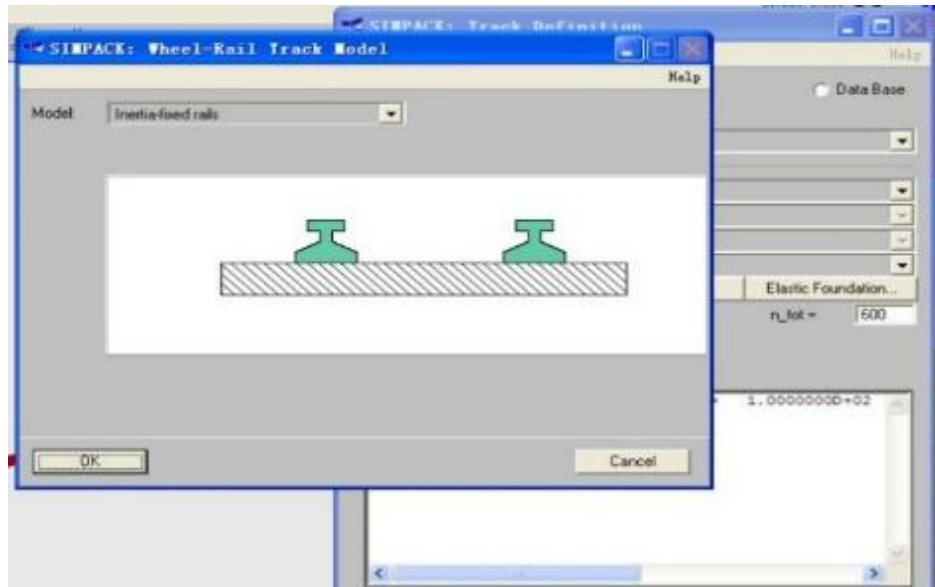 SIMPACK: Track Definition
SIMPACK: Wheel-Rail Track Model
Help
Help
Data Base
Model:
Inertia-fixed rails
Elastic Foundation...
n_tot =
600
1.0000000D+02
OK
Cancel